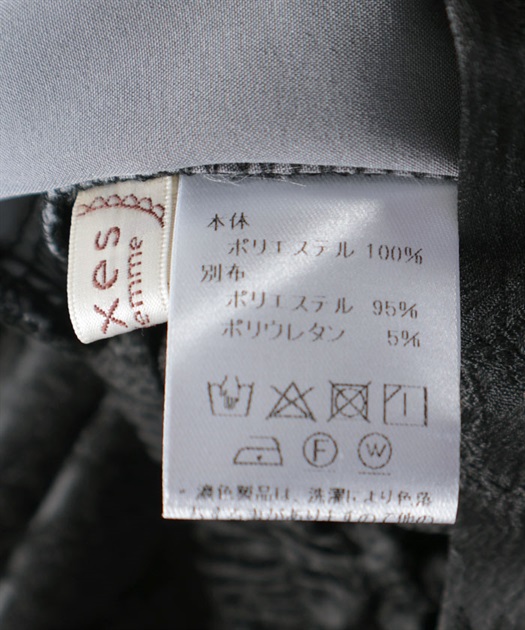 本体
ポリエステル 100%
別布
ポリエステル 95%
ポリウレタン 5%
F
W
濃色製品は、洗濯により色落
xes
emme